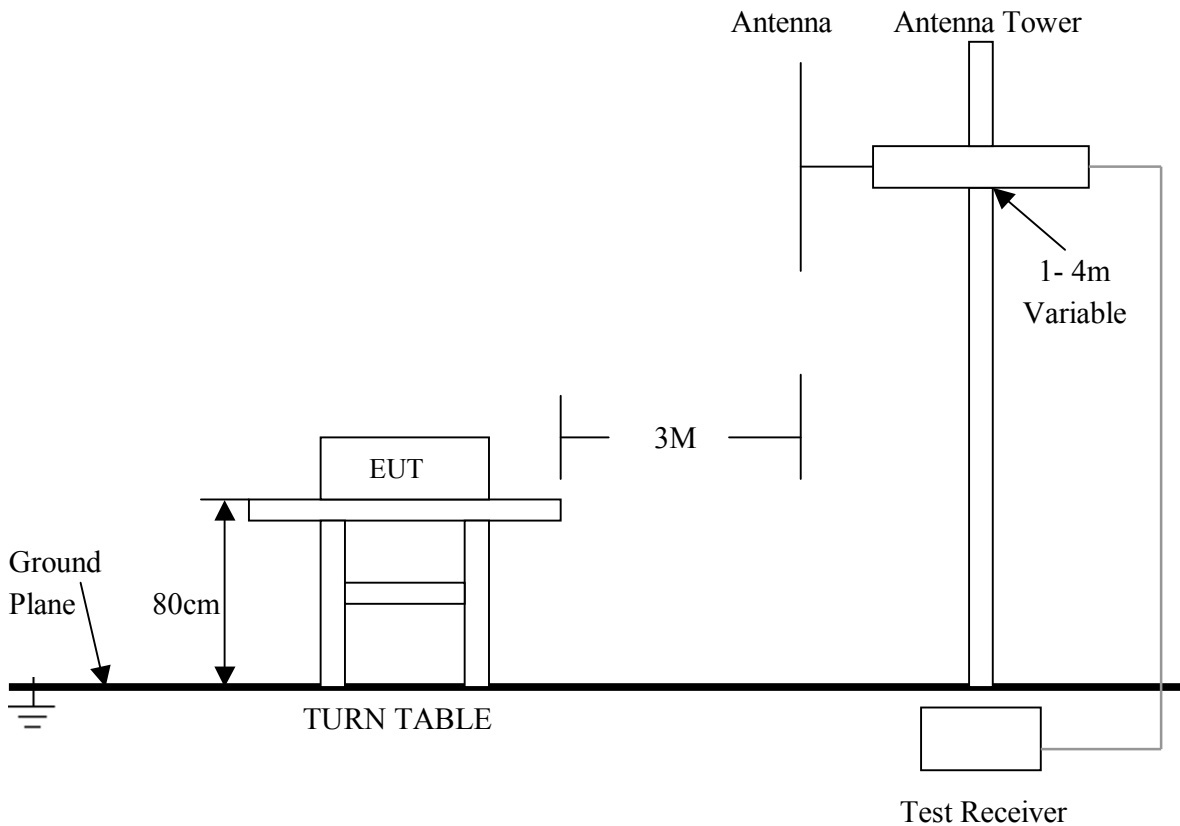 Antenna
Antenna Tower
1- 4m
Variable
3M
EUT
Ground
Plane
80cm
TURN TABLE
Test Receiver